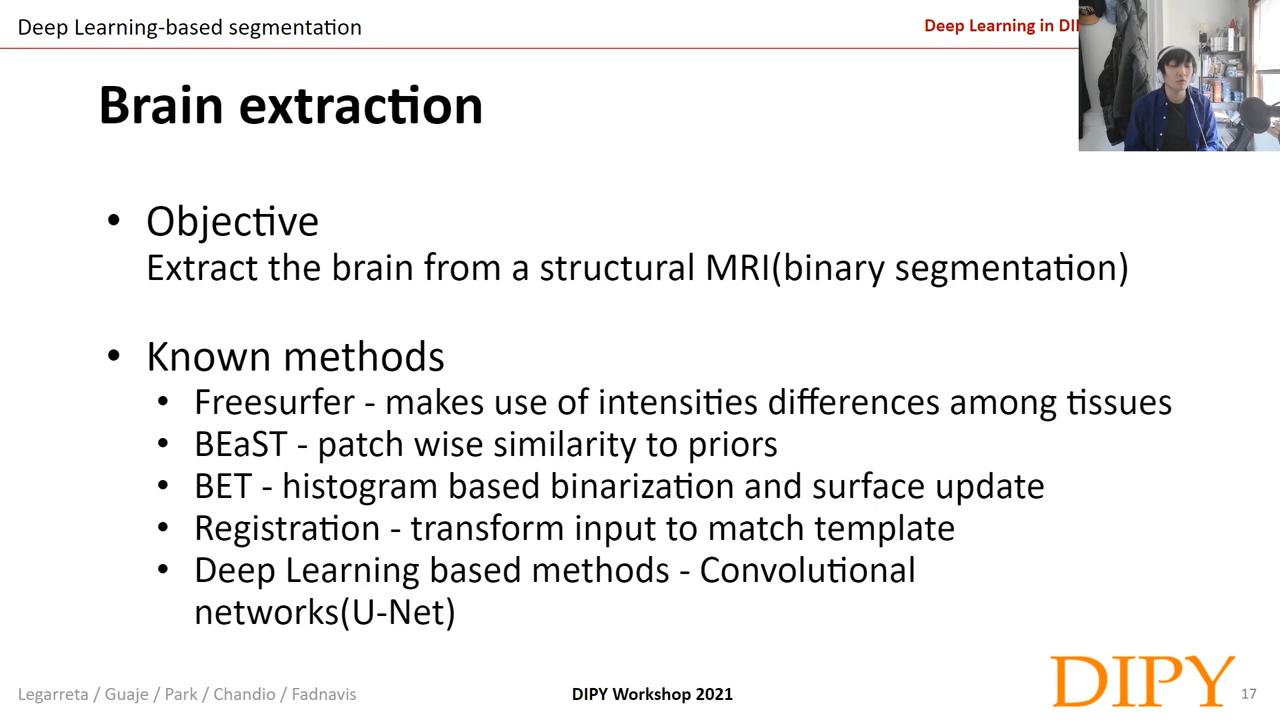 Deep Learning-based segmentation
Deep Learning in
Brain extraction
• Objective
Extract the brain from a structural MRI(binary segmentation)
• Known methods
• Freesurfer - makes use of intensities differences among tissues
• BEaST - patch wise similarity to priors
• BET - histogram based binarization and surface update
• Registration - transform input to match template
• Deep Learning based methods - Convolutional
networks(U-Net)
Legarreta / Guaje / Park / Chandio / Fadnavis
DIPY Workshop 2021
DIPY
17